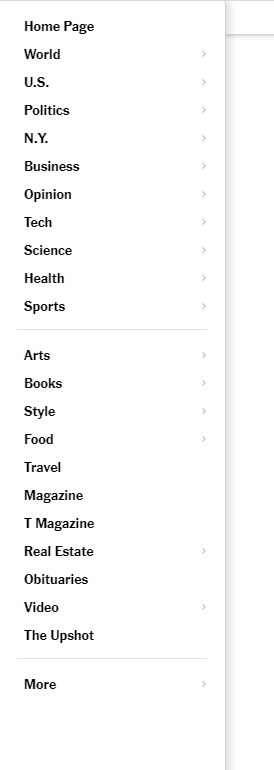 Home Page
World
U.S.
Politics
N.Y.
Business
Opinion
Tech
Science
Health
Sports
Arts
Books
Style
Food
Travel
Magazine
T Magazine
Real Estate
Obituaries
Video
The Upshot
More